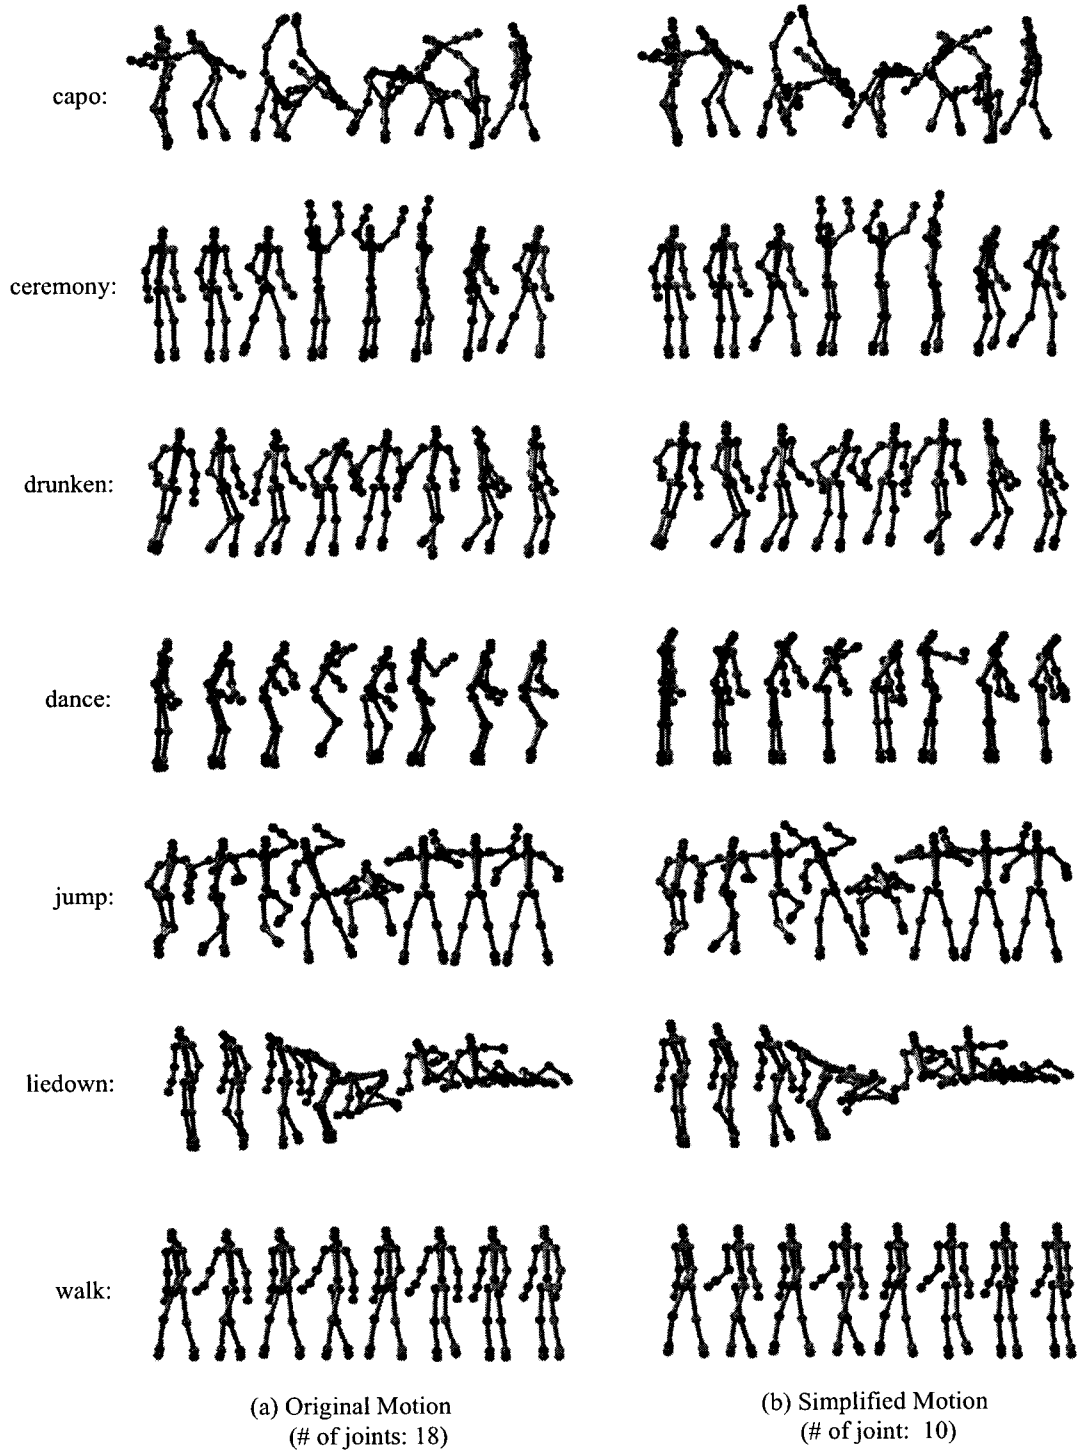 capo:
ceremony:
drunken:
dance:
jump:
liedown:
walk:
(a) Original Motion
(# of joints: 18)
(b) Simplified Motion
(# of joint: 10)